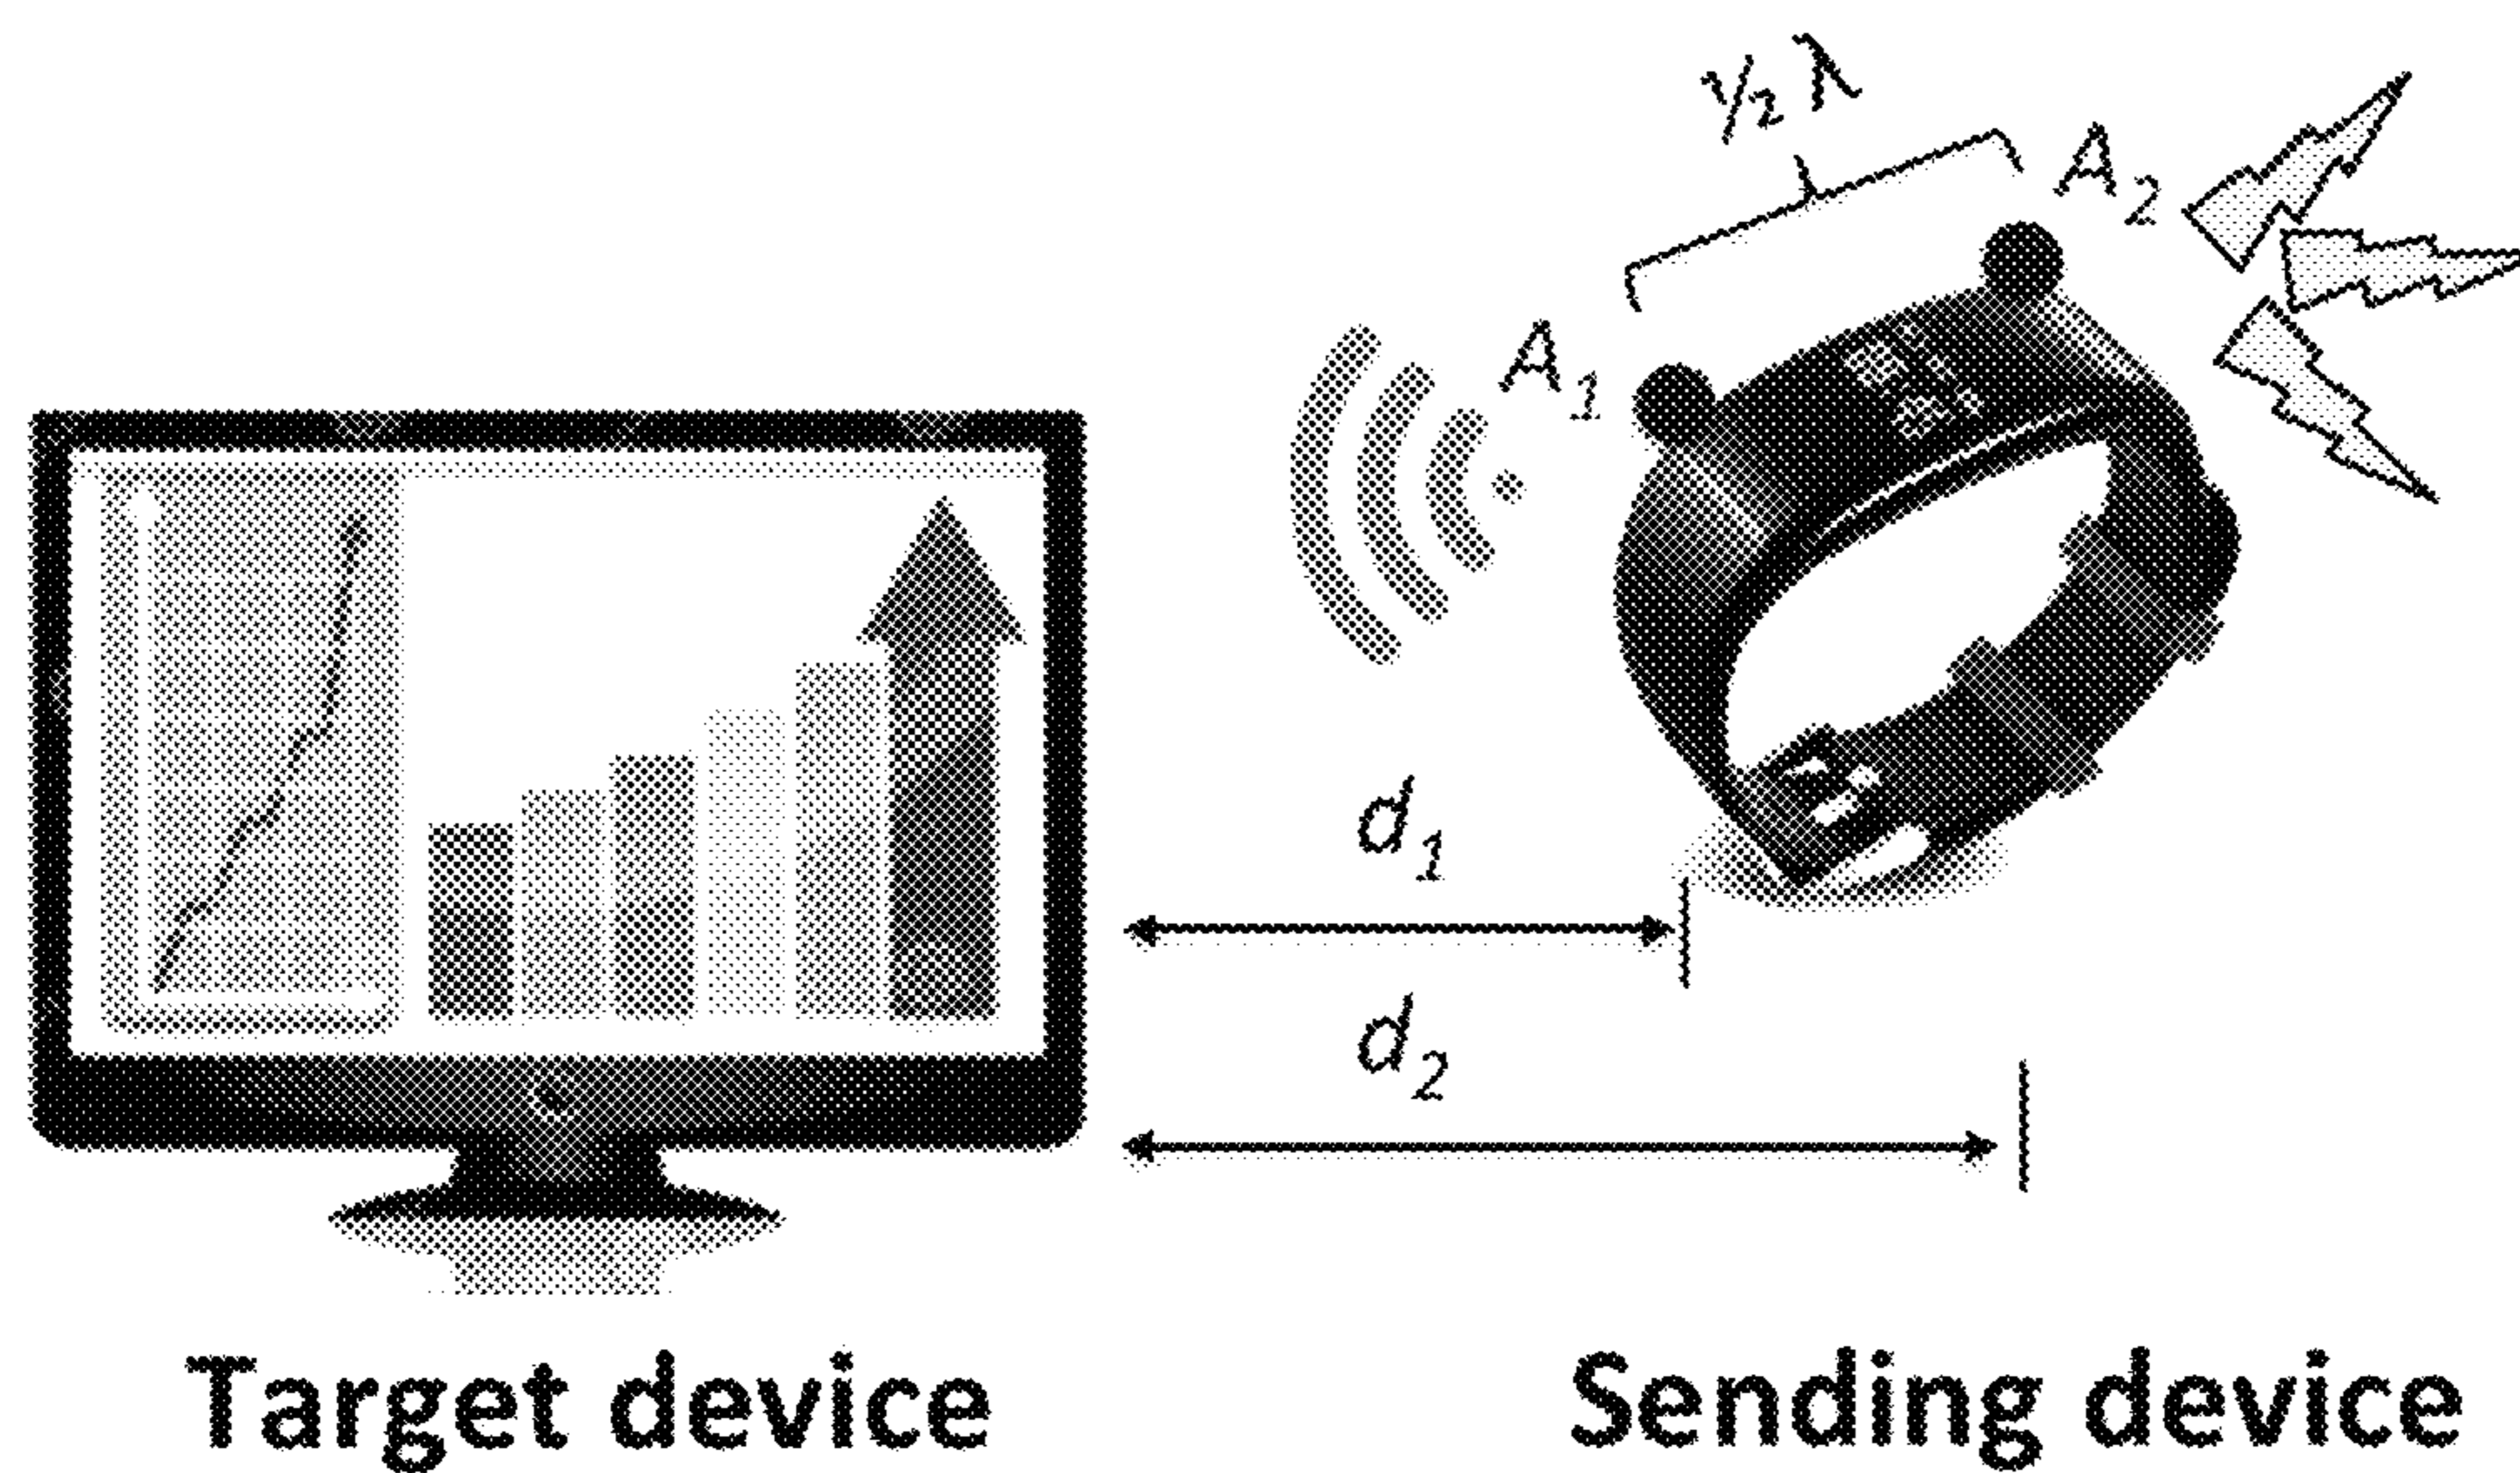 ½ λ
A₂
A₁
d₁
d₂
Target device
Sending device